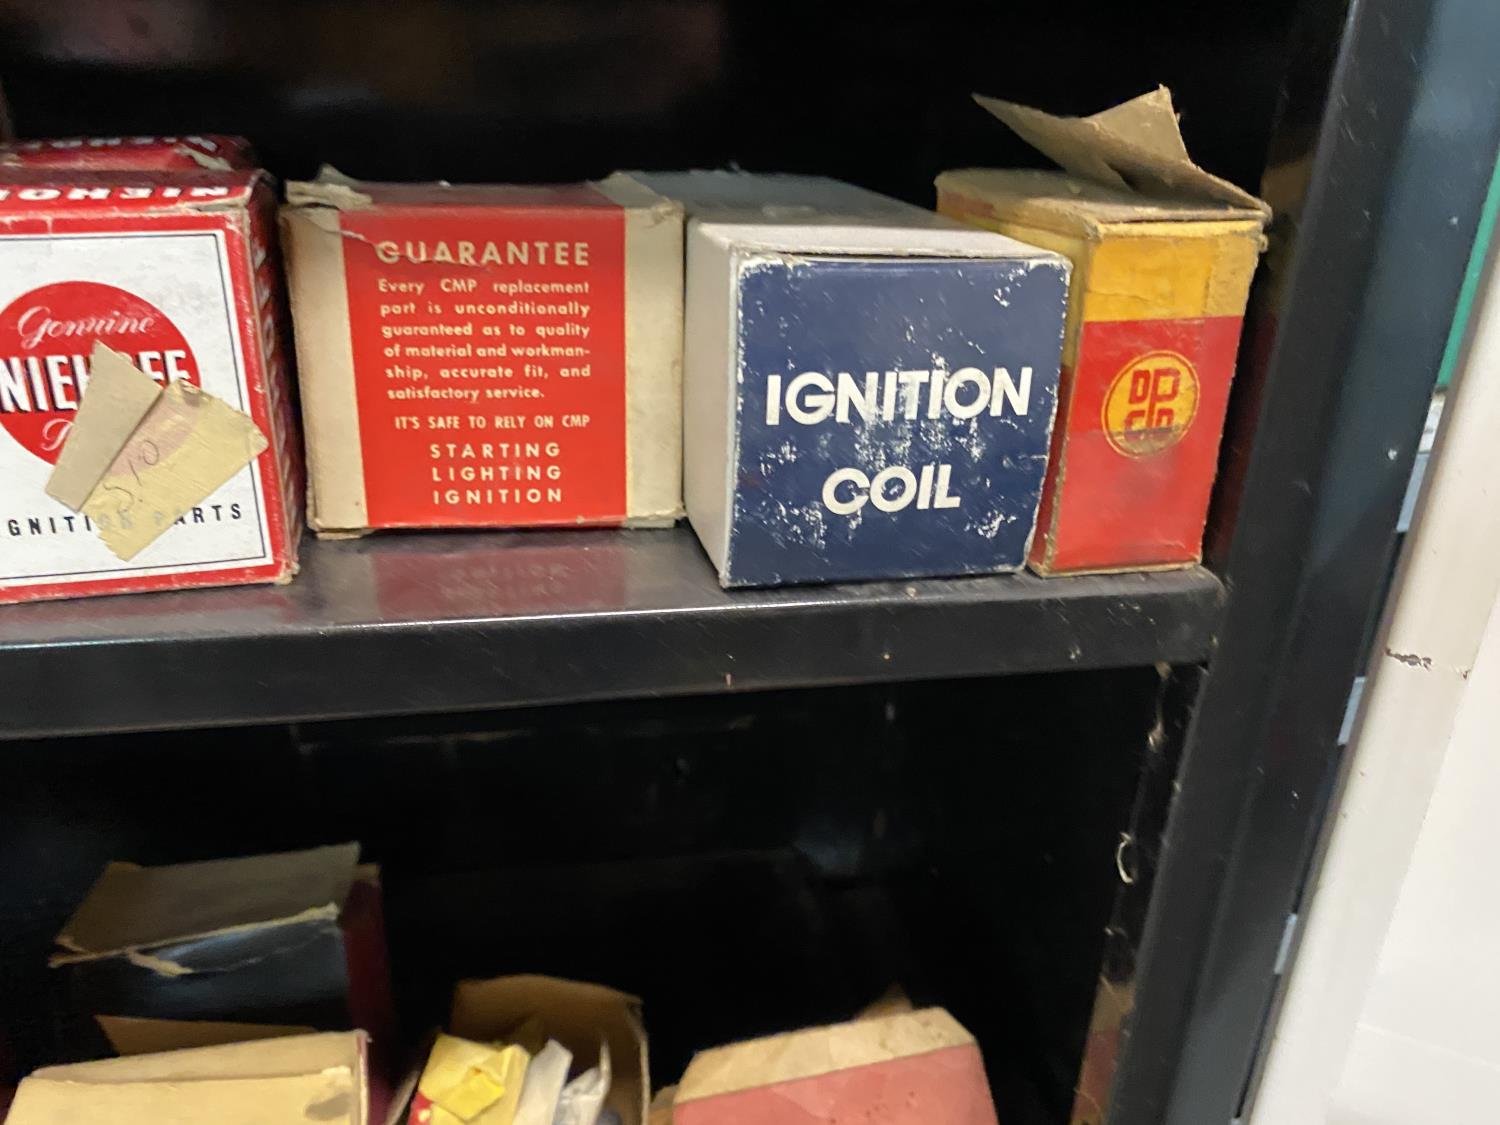 Genuine
IGNITION PARTS
510
GUARANTEE
Every CMP replacement
part is unconditionally
guaranteed as to quality
of material and workman-
ship, accurate fit, and
satisfactory service.
IT'S SAFE TO RELY ON CMP
STARTING
LIGHTING
IGNITION
IGNITION
COIL